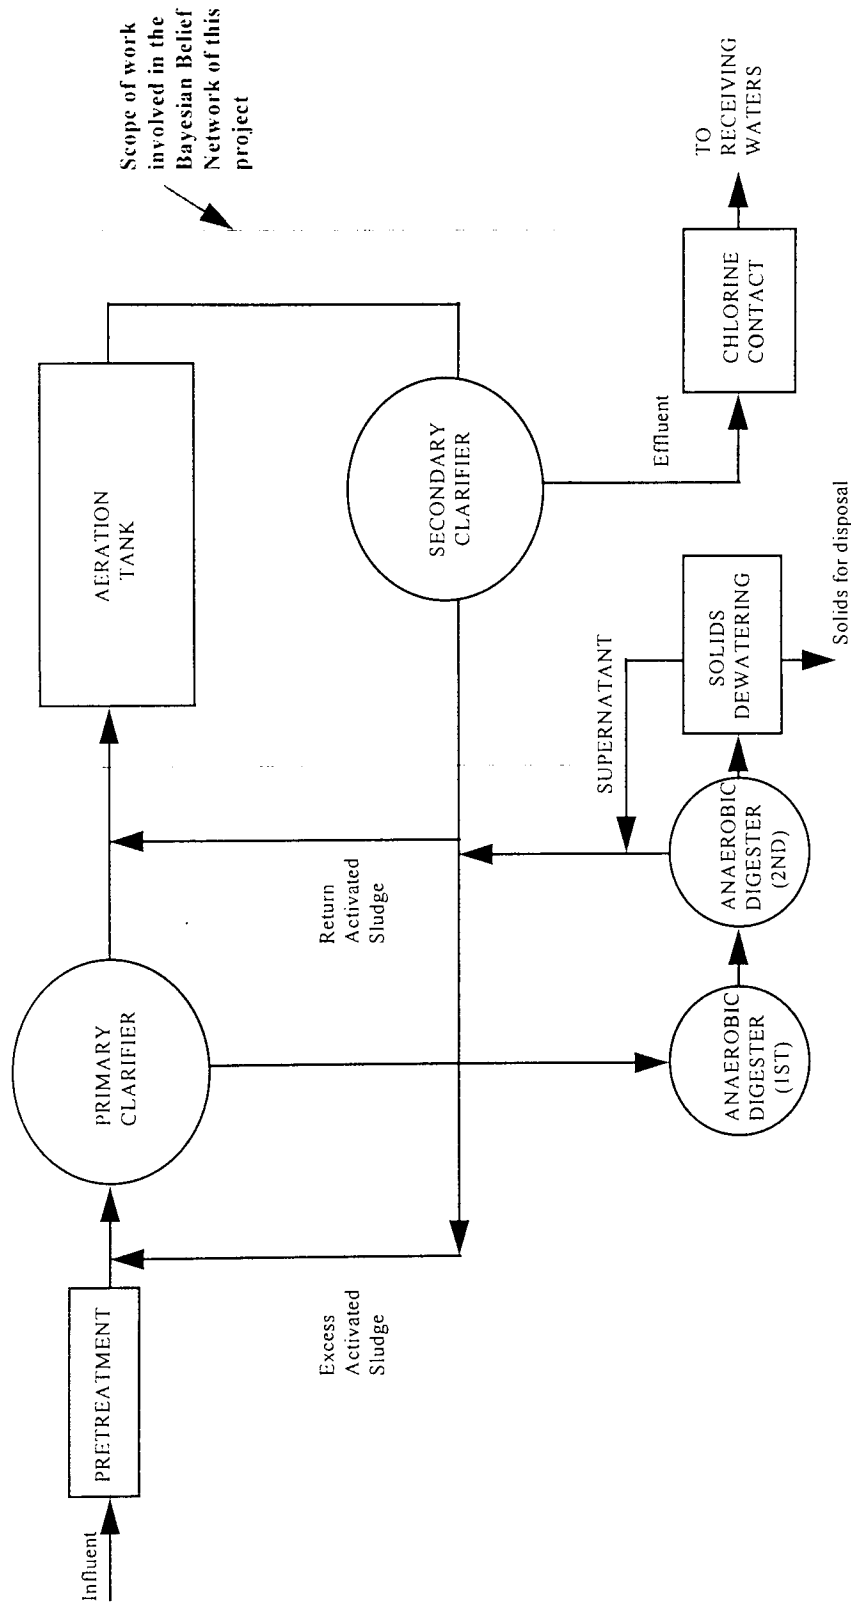 Scope of work
involved in the
Bayesian Belief
Network of this
project
Influent
PRETREATMENT
PRIMARY
CLARIFIER
AERATION
TANK
Excess
Activated
Sludge
Return
Activated
Sludge
SECONDARY
CLARIFIER
SUPERNATANT
Effluent
ANAEROBIC
DIGESTER
(1ST)
ANAEROBIC
DIGESTER
(2ND)
SOLIDS
DEWATERING
Solids for disposal
CHLORINE
CONTACT
TO
RECEIVING
WATERS